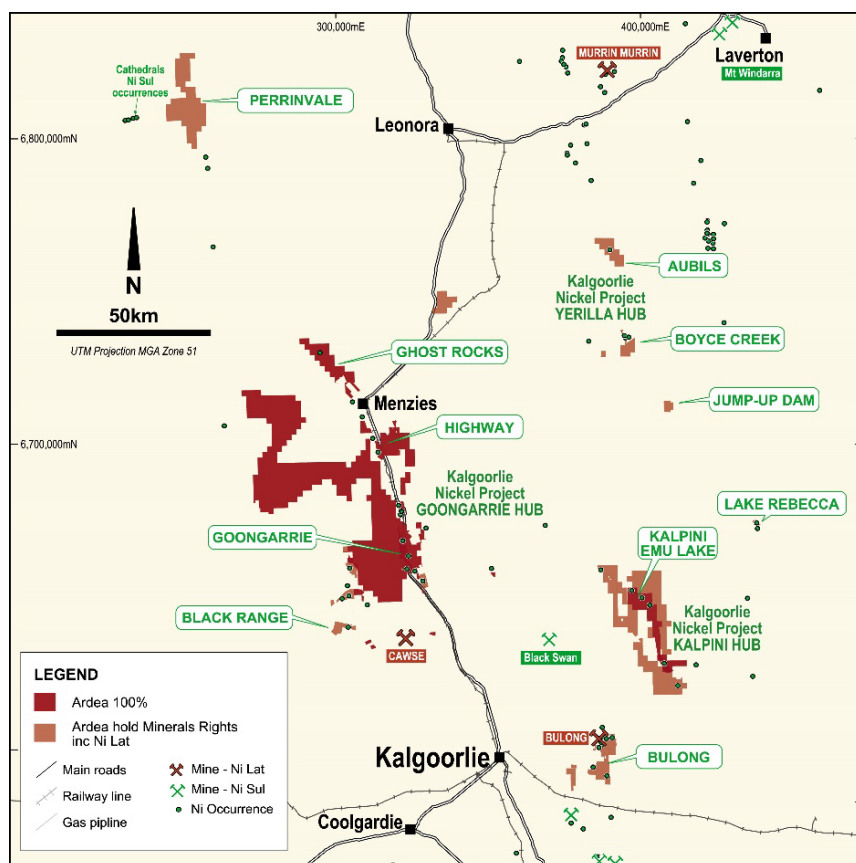 300,000mE
400,000mE
MURRIN MURRIN
Laverton
Mt Windarra
Cathedrals
Ni Sul
occurrences
PERRINVALE
Leonora
6,800,000mN
N
50km
UTM Projection MGA Zone 51
AUBILS
Kalgoorlie
Nickel Project
YERILLA HUB
BOYCE CREEK
GHOST ROCKS
JUMP-UP DAM
Menzies
HIGHWAY
6,700,000mN
Kalgoorlie
Nickel Project
GOONGARRIE HUB
LAKE REBECCA
GOONGARRIE
KALPINI
EMU LAKE
BLACK RANGE
Kalgoorlie
Nickel Project
KALPINI HUB
CAWSE
Black Swan
LEGEND
Ardea 100%
Ardea hold Minerals Rights
inc Ni Lat
Main roads
Railway line
Gas pipline
Mine - Ni Lat
Mine - Ni Sul
Ni Occurrence
BULONG
BULONG
Kalgoorlie
Coolgardie